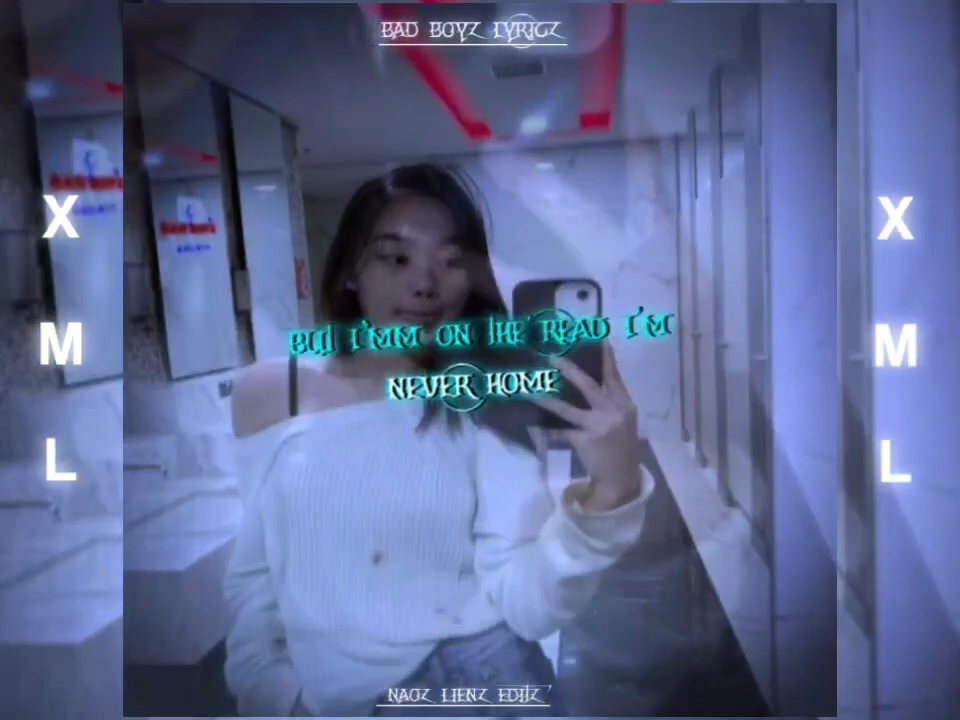 BAD BOYZ LYRICZ
X
M
L
X
M
L
BUT I'MM ON THE READ I'M
NEVER HOME
NAOZ LIENZ EDITZ